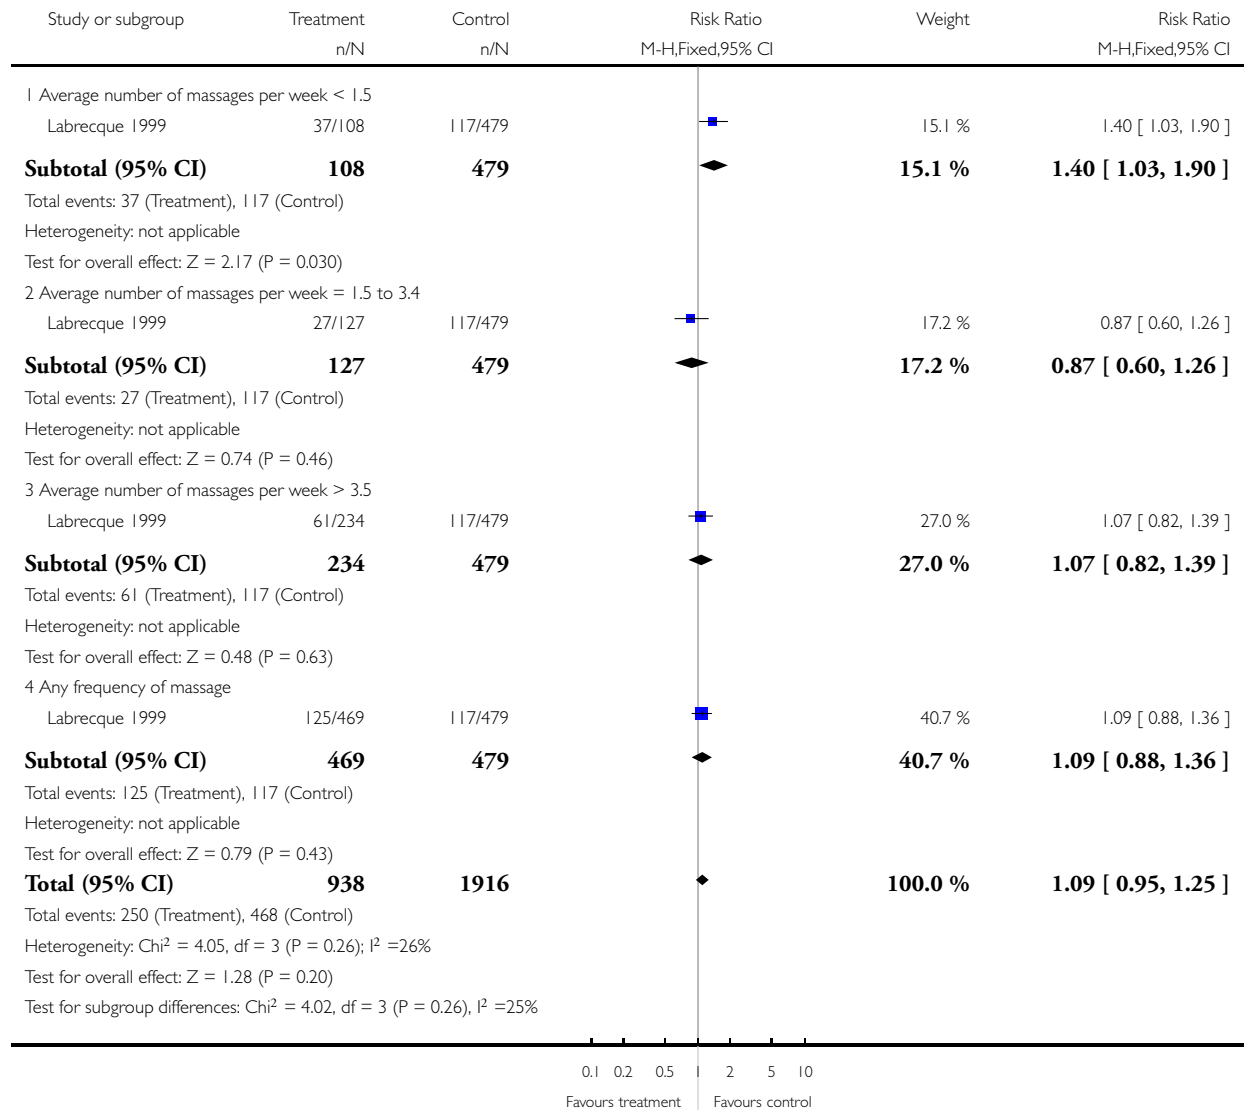 Study or subgroup Treatment Control Risk Ratio Weight Risk Ratio
n/N n/N M-H,Fixed,95% CI M-H,Fixed,95% CI
1 Average number of massages per week < 1.5
Labrecque 1999 37/108 117/479 15.1 % 1.40 [ 1.03, 1.90 ]
Subtotal (95% CI) 108 479 15.1 % 1.40 [ 1.03, 1.90 ]
Total events: 37 (Treatment), 117 (Control)
Heterogeneity: not applicable
Test for overall effect: Z = 2.17 (P = 0.030)
2 Average number of massages per week = 1.5 to 3.4
Labrecque 1999 27/127 117/479 17.2 % 0.87 [ 0.60, 1.26 ]
Subtotal (95% CI) 127 479 17.2 % 0.87 [ 0.60, 1.26 ]
Total events: 27 (Treatment), 117 (Control)
Heterogeneity: not applicable
Test for overall effect: Z = 0.74 (P = 0.46)
3 Average number of massages per week > 3.5
Labrecque 1999 61/234 117/479 27.0 % 1.07 [ 0.82, 1.39 ]
Subtotal (95% CI) 234 479 27.0 % 1.07 [ 0.82, 1.39 ]
Total events: 61 (Treatment), 117 (Control)
Heterogeneity: not applicable
Test for overall effect: Z = 0.48 (P = 0.63)
4 Any frequency of massage
Labrecque 1999 125/469 117/479 40.7 % 1.09 [ 0.88, 1.36 ]
Subtotal (95% CI) 469 479 40.7 % 1.09 [ 0.88, 1.36 ]
Total events: 125 (Treatment), 117 (Control)
Heterogeneity: not applicable
Test for overall effect: Z = 0.79 (P = 0.43)
Total (95% CI) 938 1916 100.0 % 1.09 [ 0.95, 1.25 ]
Total events: 250 (Treatment), 468 (Control)
Heterogeneity: Chi² = 4.05, df = 3 (P = 0.26); I² =26%
Test for overall effect: Z = 1.28 (P = 0.20)
Test for subgroup differences: Chi² = 4.02, df = 3 (P = 0.26), I² =25%
0.1 0.2 0.5 1 2 5 10
Favours treatment Favours control